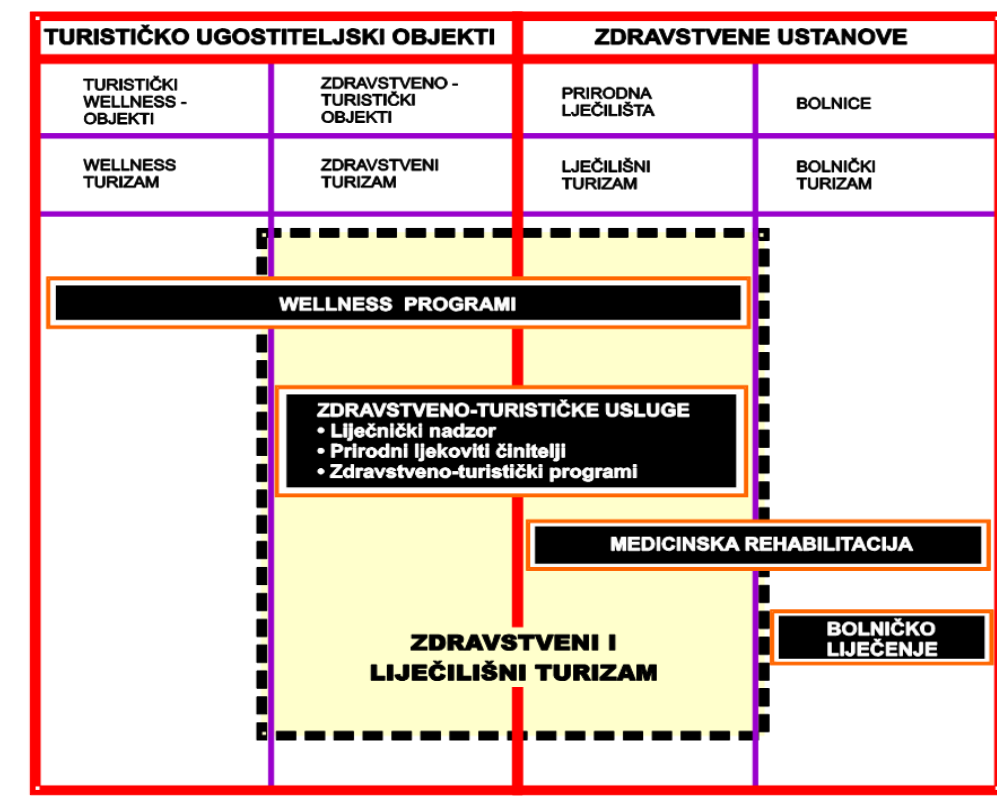 TURISTIČKO UGOSTITELJSKI OBJEKTI
ZDRAVSTVENE USTANOVE
TURISTIČKI
WELLNESS -
OBJEKTI
ZDRAVSTVENO -
TURISTIČKI
OBJEKTI
PRIRODNA
LJEČILIŠTA
BOLNICE
WELLNESS
TURIZAM
ZDRAVSTVENI
TURIZAM
LJEČILIŠNI
TURIZAM
BOLNIČKI
TURIZAM
WELLNESS PROGRAMI
ZDRAVSTVENO-TURISTIČKE USLUGE
• Liječnički nadzor
• Prirodni ljekoviti činitelji
• Zdravstveno-turistički programi
MEDICINSKA REHABILITACIJA
BOLNIČKO
LIJEČENJE
ZDRAVSTVENI I
LIJEČILIŠNI TURIZAM